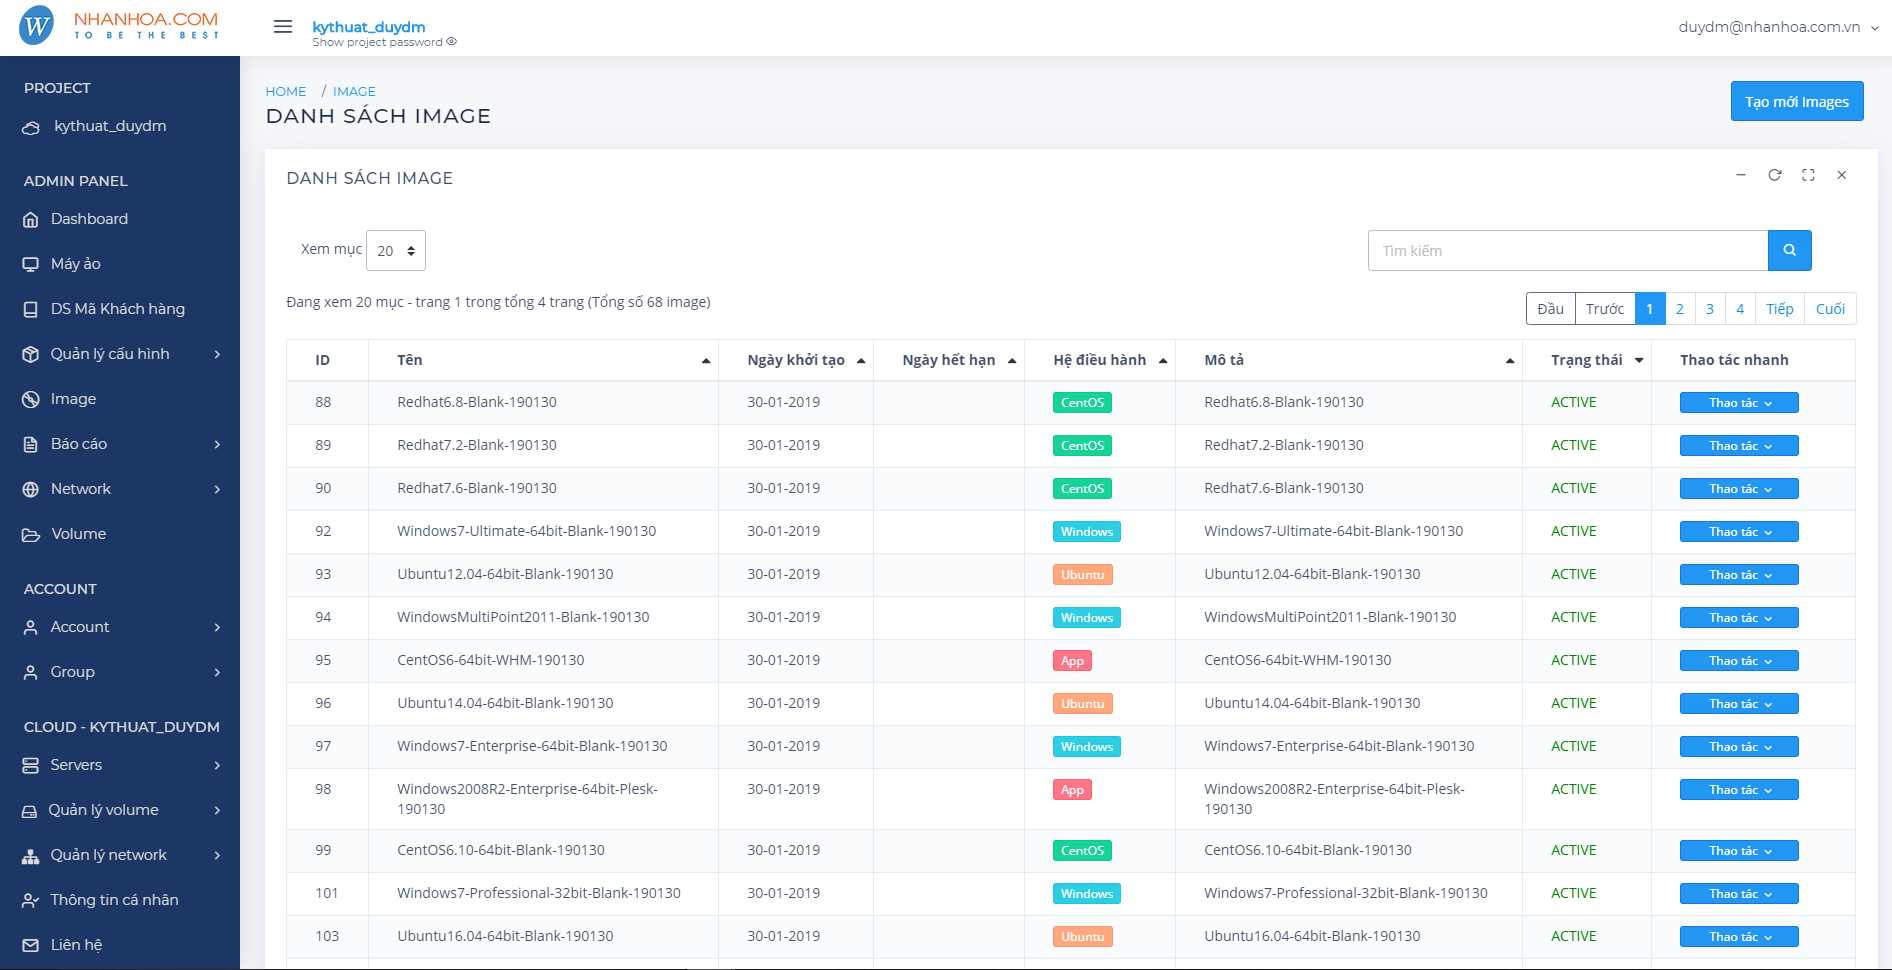 NHANHOA.COM
TO BE THE BEST
kythuat_duydm
Show project password
duydm@nhanhoa.com.vn
PROJECT
kythuat_duydm
ADMIN PANEL
Dashboard
Máy ảo
DS Mã Khách hàng
Quản lý cấu hình
Image
Báo cáo
Network
Volume
ACCOUNT
Account
Group
CLOUD - KYTHUAT_DUYDM
Servers
Quản lý volume
Quản lý network
Thông tin cá nhân
Liên hệ
HOME / IMAGE
DANH SÁCH IMAGE
Tạo mới Images
DANH SÁCH IMAGE
Xem mục 20
Tìm kiếm
Đang xem 20 mục - trang 1 trong tổng 4 trang (Tổng số 68 image)
Đầu Trước 1 2 3 4 Tiếp Cuối
ID Tên Ngày khởi tạo Ngày hết hạn Hệ điều hành Mô tả Trạng thái Thao tác nhanh
88 Redhat6.8-Blank-190130 30-01-2019 CentOS Redhat6.8-Blank-190130 ACTIVE Thao tác
89 Redhat7.2-Blank-190130 30-01-2019 CentOS Redhat7.2-Blank-190130 ACTIVE Thao tác
90 Redhat7.6-Blank-190130 30-01-2019 CentOS Redhat7.6-Blank-190130 ACTIVE Thao tác
92 Windows7-Ultimate-64bit-Blank-190130 30-01-2019 Windows Windows7-Ultimate-64bit-Blank-190130 ACTIVE Thao tác
93 Ubuntu12.04-64bit-Blank-190130 30-01-2019 Ubuntu Ubuntu12.04-64bit-Blank-190130 ACTIVE Thao tác
94 WindowsMultiPoint2011-Blank-190130 30-01-2019 Windows WindowsMultiPoint2011-Blank-190130 ACTIVE Thao tác
95 CentOS6-64bit-WHM-190130 30-01-2019 App CentOS6-64bit-WHM-190130 ACTIVE Thao tác
96 Ubuntu14.04-64bit-Blank-190130 30-01-2019 Ubuntu Ubuntu14.04-64bit-Blank-190130 ACTIVE Thao tác
97 Windows7-Enterprise-64bit-Blank-190130 30-01-2019 Windows Windows7-Enterprise-64bit-Blank-190130 ACTIVE Thao tác
98 Windows2008R2-Enterprise-64bit-Plesk- 30-01-2019 App Windows2008R2-Enterprise-64bit-Plesk- ACTIVE Thao tác
190130 190130
99 CentOS6.10-64bit-Blank-190130 30-01-2019 CentOS CentOS6.10-64bit-Blank-190130 ACTIVE Thao tác
101 Windows7-Professional-32bit-Blank-190130 30-01-2019 Windows Windows7-Professional-32bit-Blank-190130 ACTIVE Thao tác
103 Ubuntu16.04-64bit-Blank-190130 30-01-2019 Ubuntu Ubuntu16.04-64bit-Blank-190130 ACTIVE Thao tác